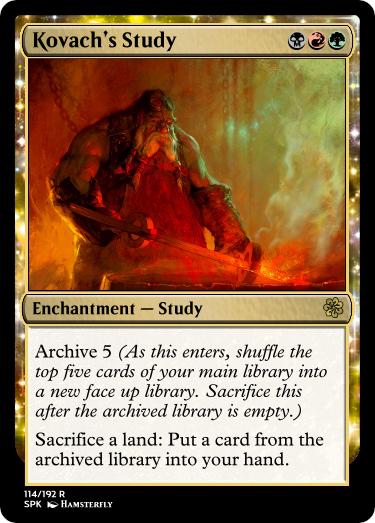 Kovach's Study
Enchantment — Study
Archive 5 (As this enters, shuffle the
top five cards of your main library into
a new face up library. Sacrifice this
after the archived library is empty.)
Sacrifice a land: Put a card from the
archived library into your hand.
114/192 R
SPK Hamsterfly